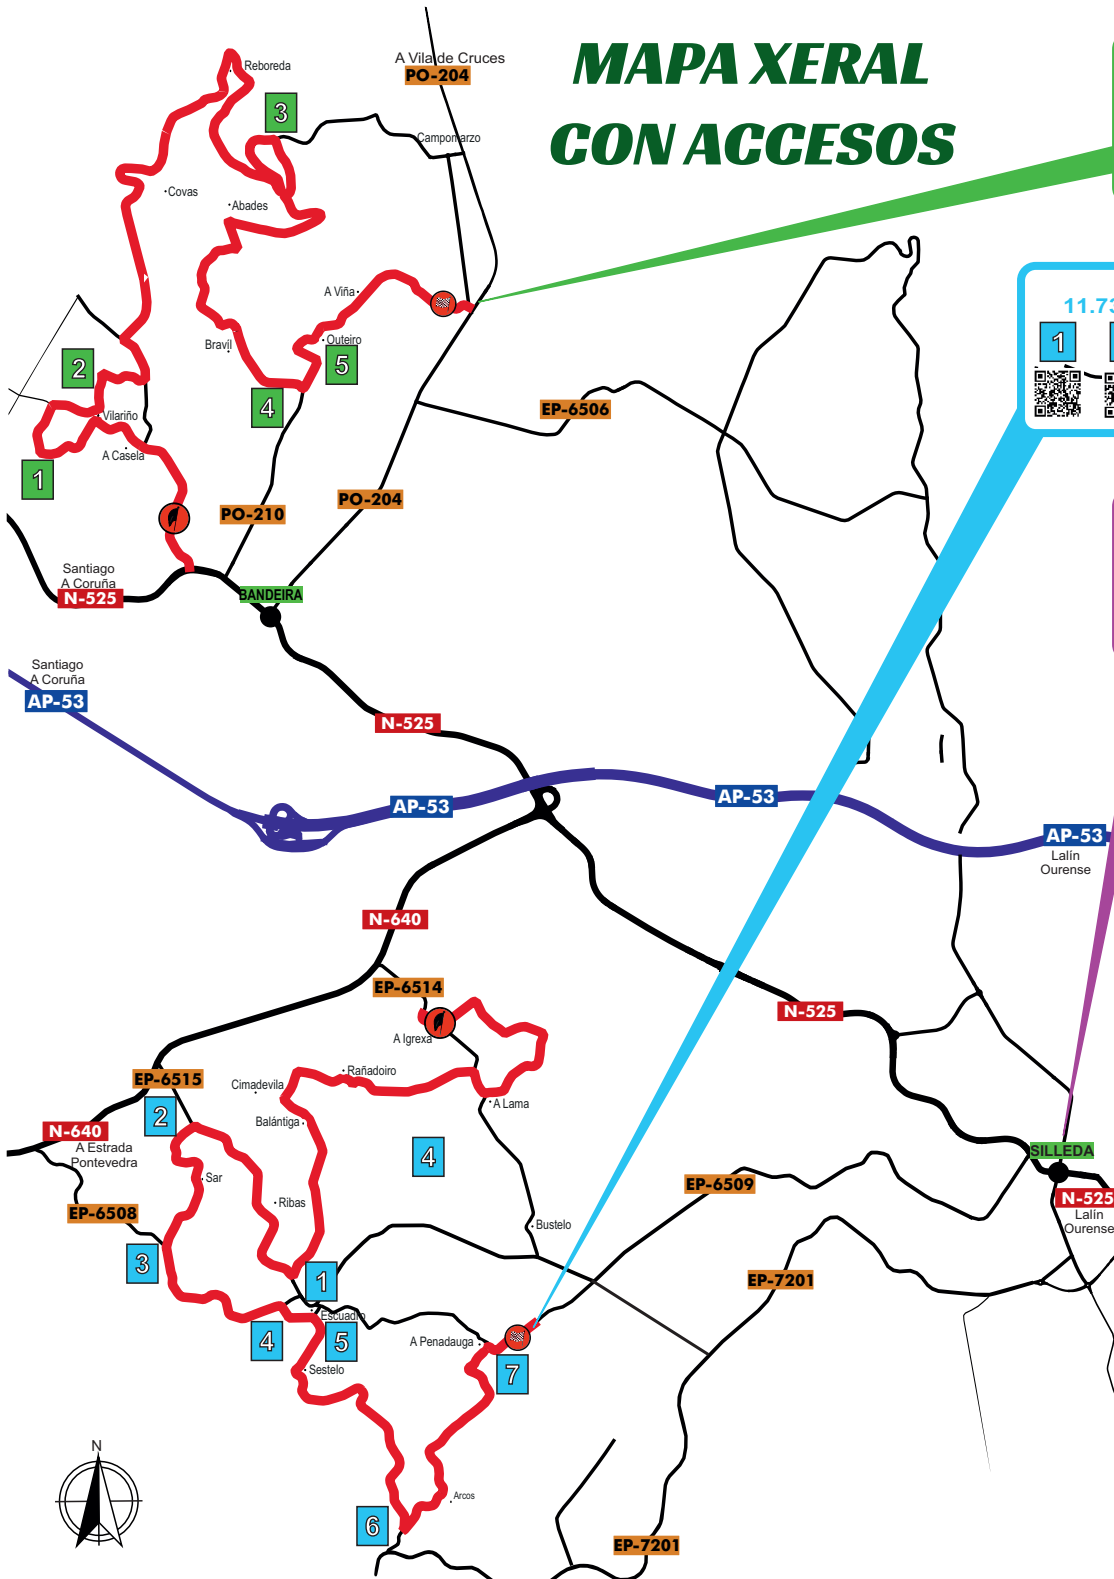 MAPA XERAL
CON ACCESOS
A Vila de Cruces
PO-204
Reboreda
3
Campomarzo
Covas
Abades
A Viña
Outeiro
Bravil
5
2
4
Vilariño
A Casela
1
EP-6506
PO-210
PO-204
Santiago
A Coruña
N-525
BANDEIRA
11.73
1
Santiago
A Coruña
AP-53
N-525
AP-53
AP-53
AP-53
Lalín
Ourense
N-640
EP-6514
N-525
A Igrexa
EP-6515
Rañadoiro
Cimadevila
A Lama
2
Balántiga
N-640
A Estrada
Pontevedra
4
SILLEDA
Sar
EP-6509
N-525
Lalín
Ourense
Ribas
EP-6508
Bustelo
3
1
EP-7201
Escuadro
4
5
A Penadauga
7
Sestelo
N
Arcos
6
EP-7201